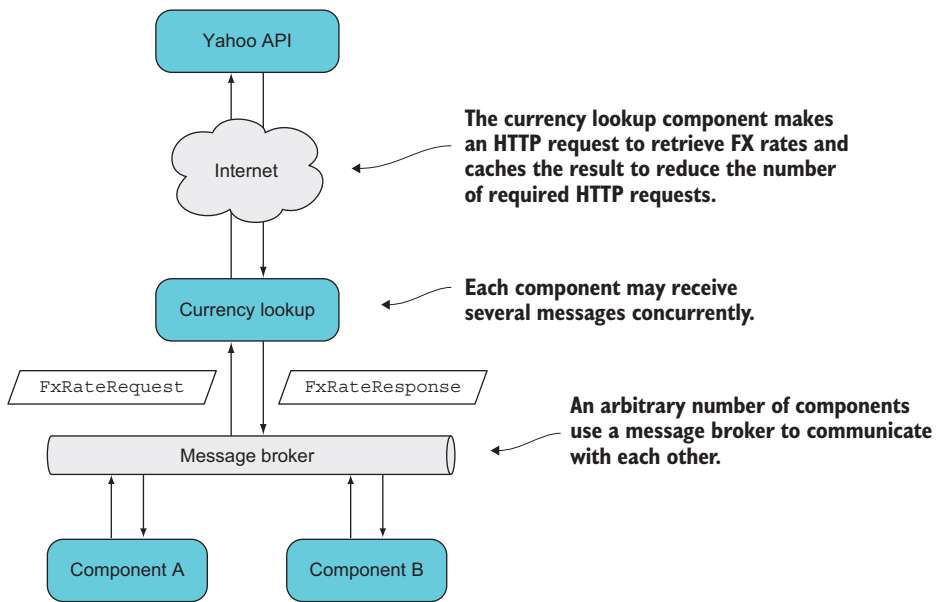 Yahoo API
The currency lookup component makes
an HTTP request to retrieve FX rates and
caches the result to reduce the number
of required HTTP requests.
Internet
Each component may receive
several messages concurrently.
Currency lookup
FxRateRequest
FxRateResponse
An arbitrary number of components
use a message broker to communicate
with each other.
Message broker
Component A
Component B